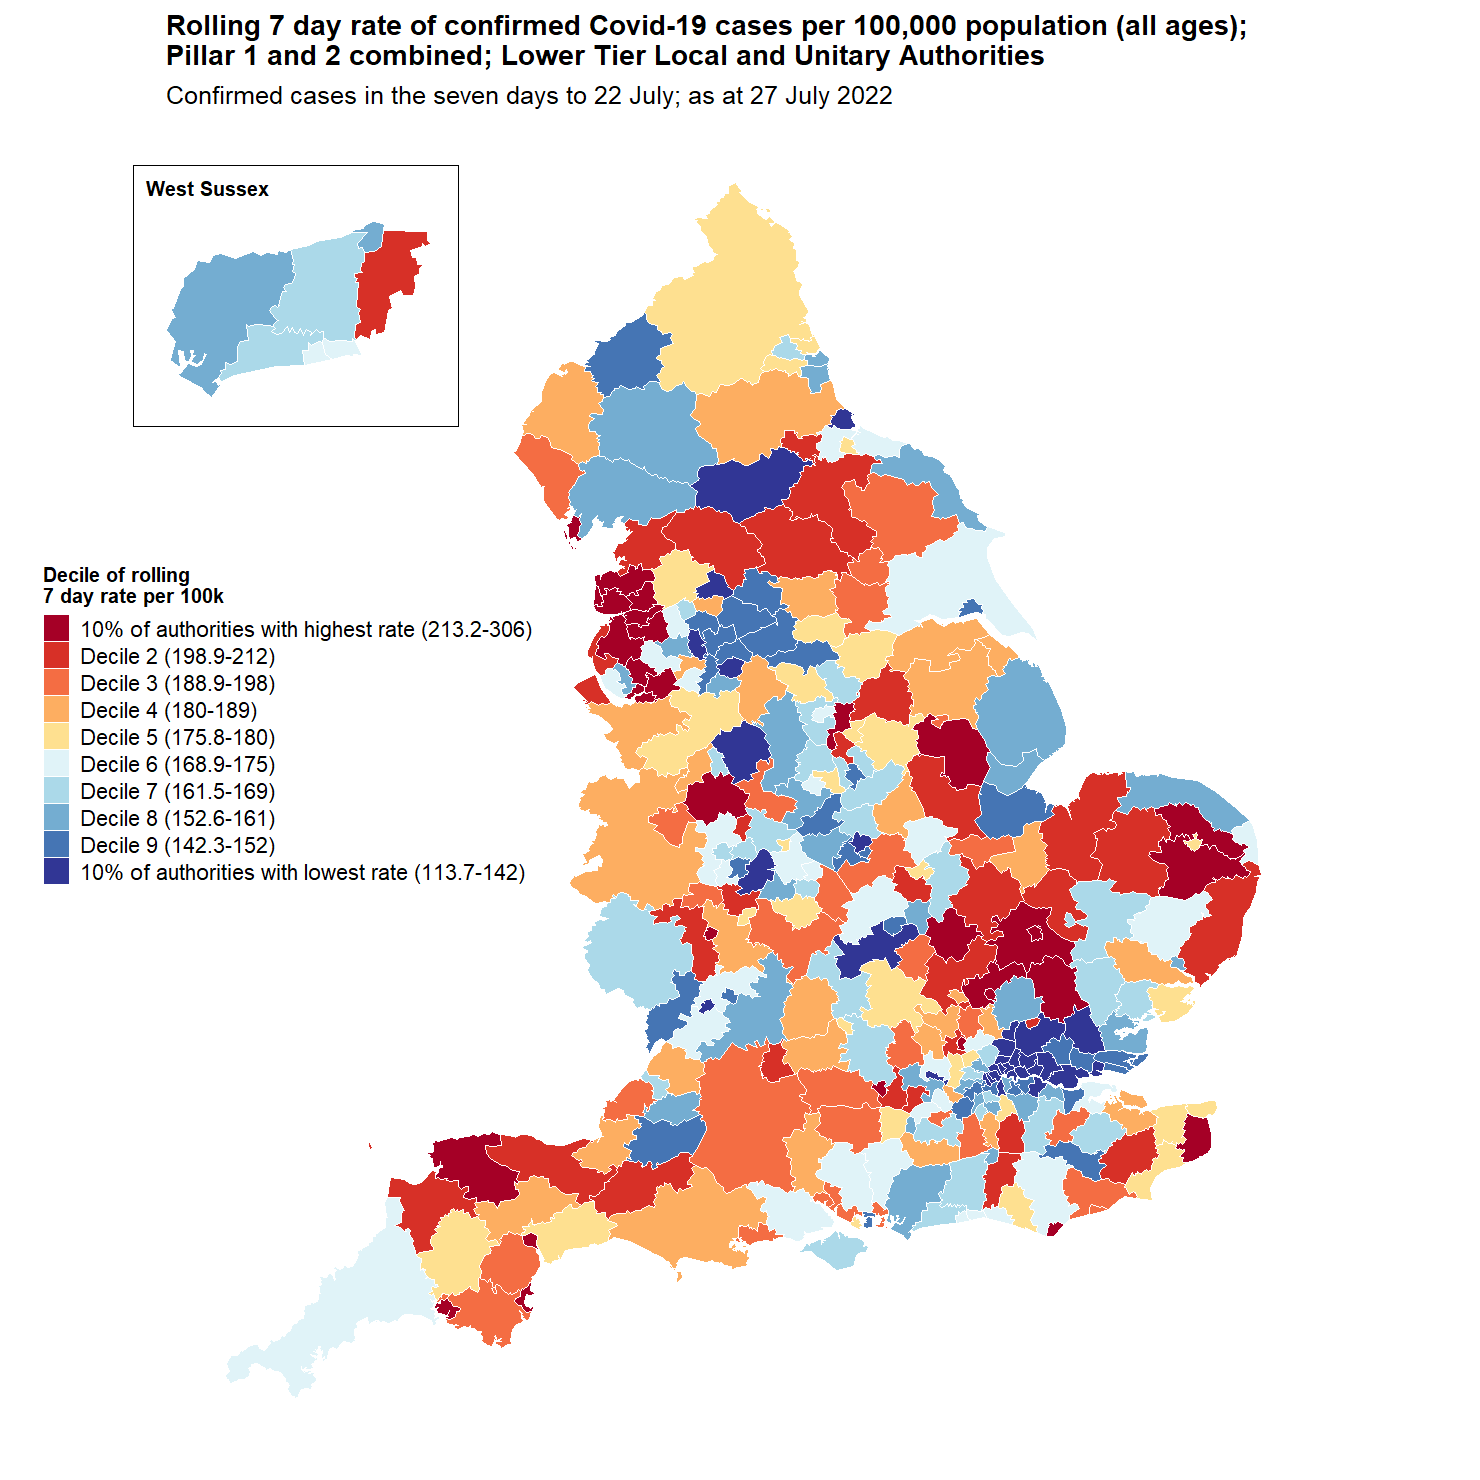 Rolling 7 day rate of confirmed Covid-19 cases per 100,000 population (all ages);
Pillar 1 and 2 combined; Lower Tier Local and Unitary Authorities
Confirmed cases in the seven days to 22 July; as at 27 July 2022
West Sussex
Decile of rolling
7 day rate per 100k
10% of authorities with highest rate (213.2-306)
Decile 2 (198.9-212)
Decile 3 (188.9-198)
Decile 4 (180-189)
Decile 5 (175.8-180)
Decile 6 (168.9-175)
Decile 7 (161.5-169)
Decile 8 (152.6-161)
Decile 9 (142.3-152)
10% of authorities with lowest rate (113.7-142)